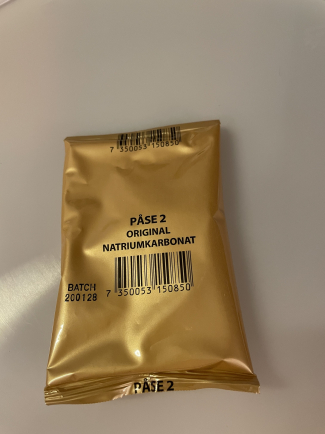 7 350053 150850
PÅSE 2
ORIGINAL
NATRIUMKARBONAT
BATCH
200128
7 350053 150850
PÅSE 2